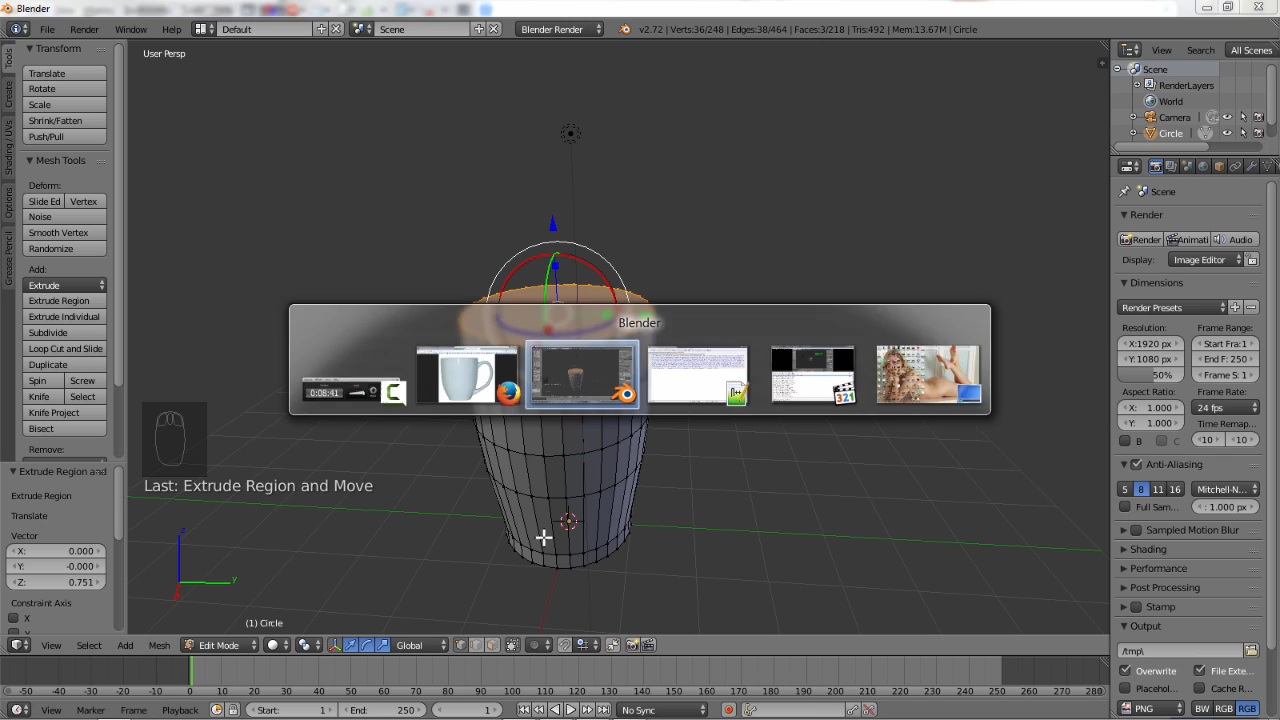 Blender
File Render Window Help Default Scene Blender Render v2.72 | Verts:36/248 | Edges:38/464 | Faces:3/218 | Tris:492 | Mem:13.67M | Circle
Tools
Create
Shading / UVs
Options
Grease Pencil
Transform
Translate
Rotate
Scale
Shrink/Fatten
Push/Pull
Mesh Tools
Deform:
Slide Ed Vertex
Noise
Smooth Vertex
Randomize
Add:
Extrude
Extrude Region
Extrude Individual
Subdivide
Loop Cut and Slide
Duplicate
Spin Screw
Knife Select
Knife Project
Bisect
Remove:
Extrude Region and
Extrude Region
Translate
Vector
X: 0.000
Y: -0.000
Z: 0.751
Constraint Axis
X
User Persp
Blender
0:08:41
321
Last: Extrude Region and Move
z
y
(1) Circle
View Select Add Mesh Edit Mode Global
-50 -40 -30 -20 -10 0 10 20 30 40 50 60 70 80 90 100 110 120 130 140 150 160 170 180 190 200 210 220 230 240 250 260 270 280
View Marker Frame Playback Start: 1 End: 250 1 No Sync
View Search All Scenes
Scene
RenderLayers
World
Camera
Circle
Scene
Render
Render Animati Audio
Display: Image Editor
Dimensions
Render Presets
Resolution: Frame Range:
X:1920 px Start Fra:1
Y:1080 px End F: 250
50% Frame S: 1
Aspect Ratio: Frame Rate:
X: 1.000 24 fps
Y: 1.000 Time Remap...
B C 10 10
Anti-Aliasing
5 8 11 16 Mitchell-N...
Full Sam... : 1.000 px
Sampled Motion Blur
Shading
Performance
Post Processing
Stamp
Output
/tmp\
Overwrite File Exte...
Placehol... Cache R...
PNG BW RGB RGB